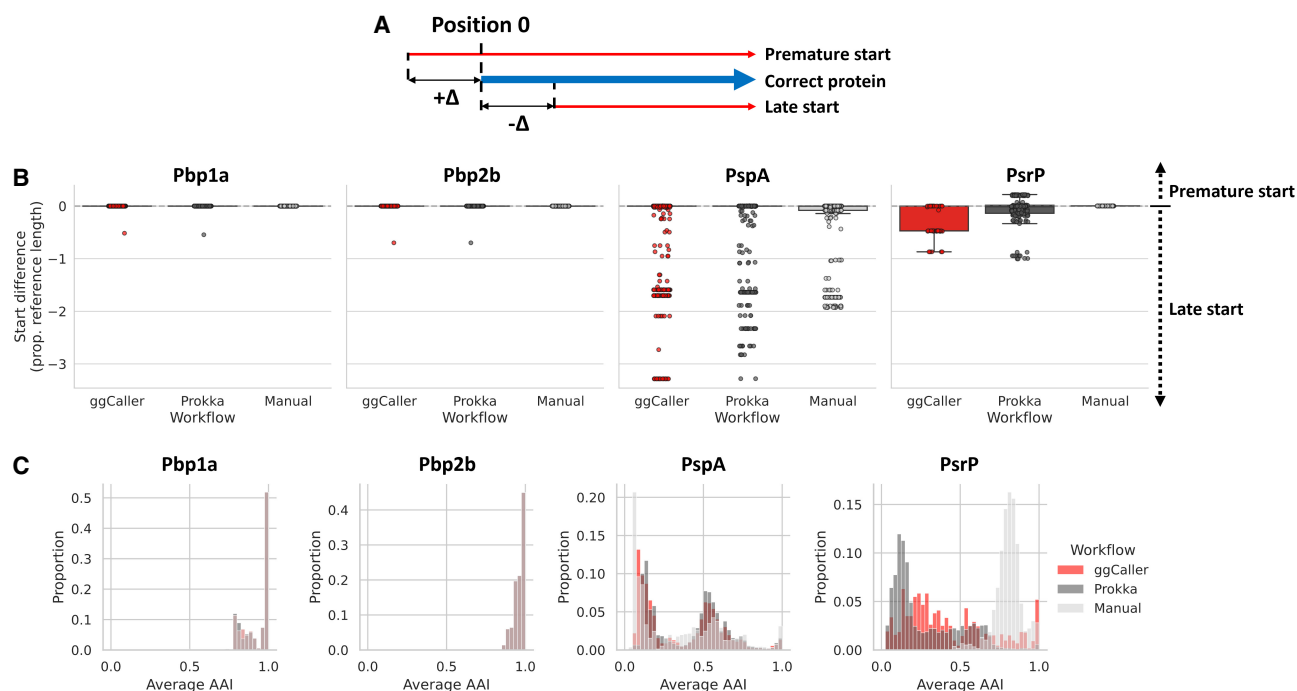 A
Position 0
Premature start
Correct protein
+Δ
Late start
-Δ
B
Pbp1a
Pbp2b
PspA
PsrP
Start difference
(prop. reference length)
0
−1
−2
−3
Premature start
Late start
ggCaller Prokka Manual
Workflow
ggCaller Prokka Manual
Workflow
ggCaller Prokka Manual
Workflow
ggCaller Prokka Manual
Workflow
C
Pbp1a
Proportion
0.5
0.4
0.3
0.2
0.1
0.0
0.0 0.5 1.0
Average AAI
Pbp2b
Proportion
0.4
0.3
0.2
0.1
0.0
0.0 0.5 1.0
Average AAI
PspA
Proportion
0.20
0.15
0.10
0.05
0.00
0.0 0.5 1.0
Average AAI
PsrP
Proportion
0.15
0.10
0.05
0.00
0.0 0.5 1.0
Average AAI
Workflow
ggCaller
Prokka
Manual